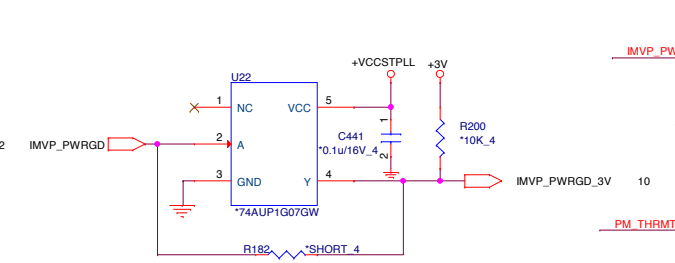 IMVP_PW
+VCCSTPLL
+3V
U22
1
NC
VCC
5
2
IMVP_PWRGD
2
A
C441
1
*0.1u/16V_4
2
R200
*10K_4
3
GND
Y
4
IMVP_PWRGD_3V
10
*74AUP1G07GW
PM_THRMT
R182
*SHORT_4